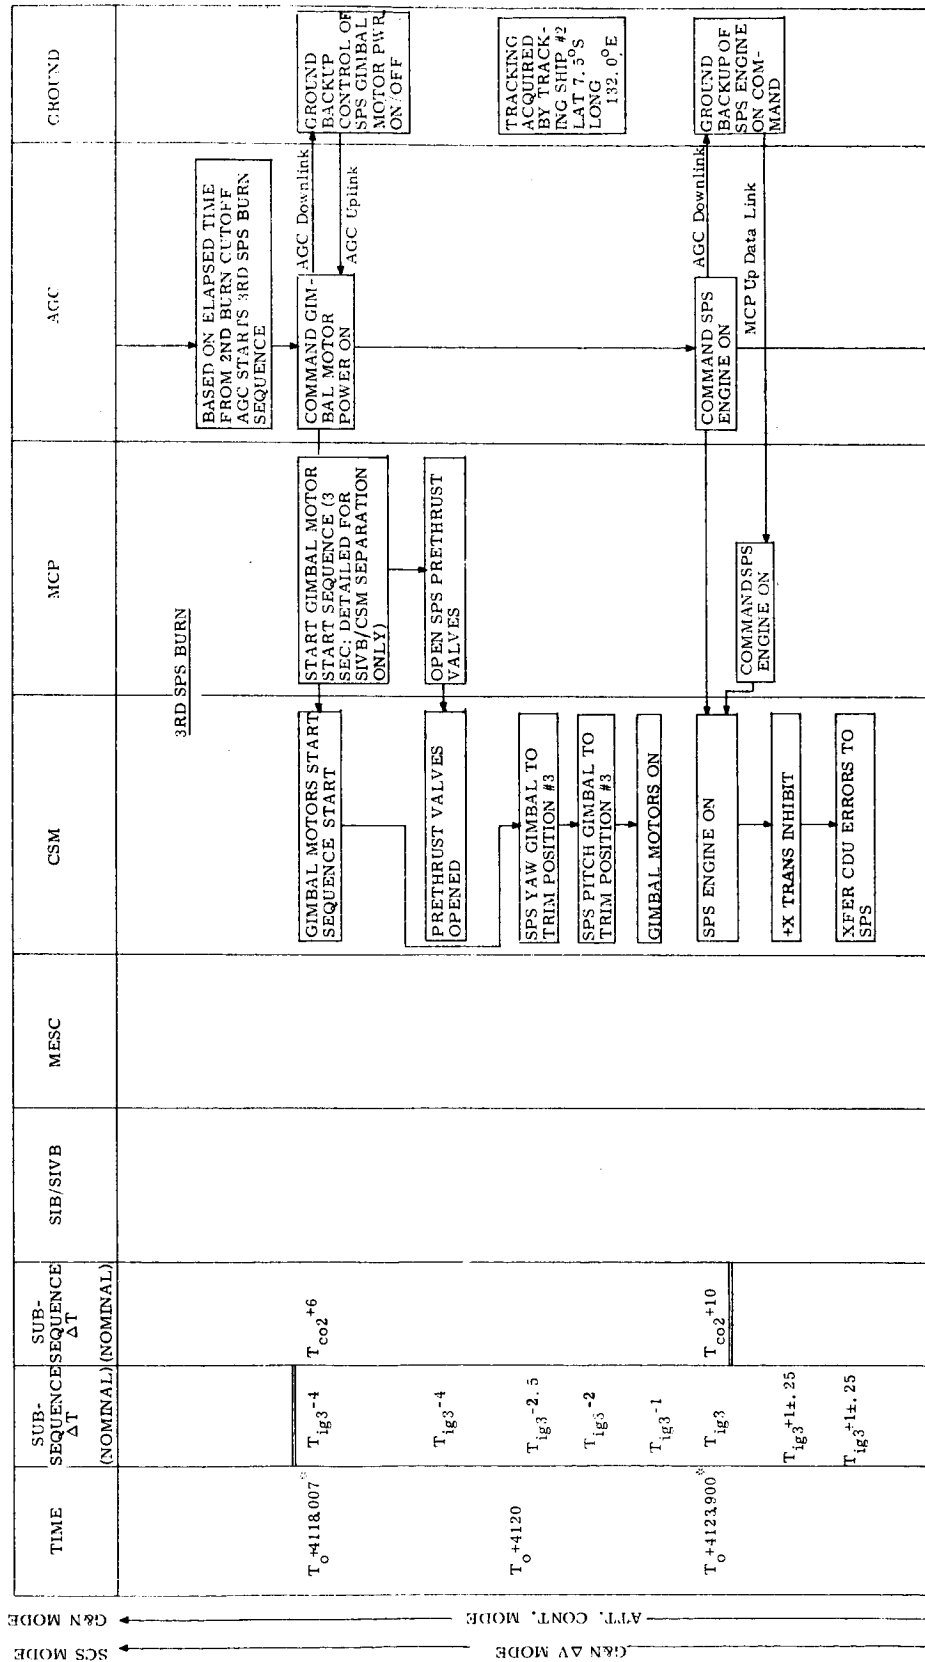 TIME
SUB-
SEQUENCE
ΔT
(NOMINAL)
SUB-
SEQUENCE
ΔT
(NOMINAL)
SIB/SIVB
MESC
CSM
MCP
AGC
GROUND
3RD SPS BURN
BASED ON ELAPSED TIME
FROM 2ND BURN CUTOFF
AGC STARTS 3RD SPS BURN
SEQUENCE
To+4118.007*
Tig3-4
Tco2+6
GIMBAL MOTORS START
SEQUENCE START
START GIMBAL MOTOR
START SEQUENCE (3
SEC: DETAILED FOR
SIVB/CSM SEPARATION
ONLY)
COMMAND GIM-
BAL MOTOR
POWER ON
AGC Downlink
AGC Uplink
GROUND
BACKUP
CONTROL OF
SPS GIMBAL
MOTOR PWR
ON/OFF
Tig3-4
PRETHRUST VALVES
OPENED
OPEN SPS PRETHRUST
VALVES
To+4120
Tig3-2.5
SPS YAW GIMBAL TO
TRIM POSITION #3
TRACKING
ACQUIRED
BY TRACK-
ING SHIP #2
LAT 7.5°S
LONG
132.0°E
Tig3-2
SPS PITCH GIMBAL TO
TRIM POSITION #3
Tig3-1
GIMBAL MOTORS ON
To+4123.900*
Tig3
Tco2+10
SPS ENGINE ON
COMMAND SPS
ENGINE ON
COMMAND SPS
ENGINE ON
AGC Downlink
MCP Up Data Link
GROUND
BACKUP OF
SPS ENGINE
ON COM-
MAND
Tig3+1±.25
+X TRANS INHIBIT
Tig3+1±.25
XFER CDU ERRORS TO
SPS
G&N MODE
ATT. CONT. MODE
SCS MODE
G&N ΔV MODE